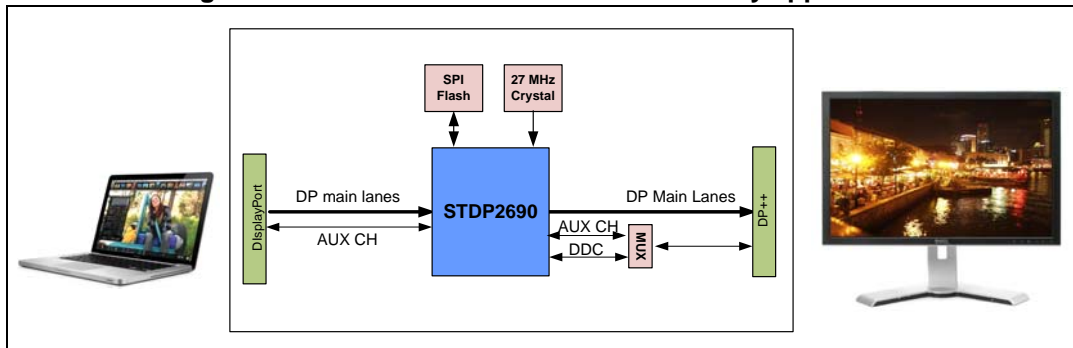 SPI
Flash
27 MHz
Crystal
DIsplayPort
DP main lanes
AUX CH
STDP2690
DP Main Lanes
AUX CH
DDC
MUX
DP++
DELL